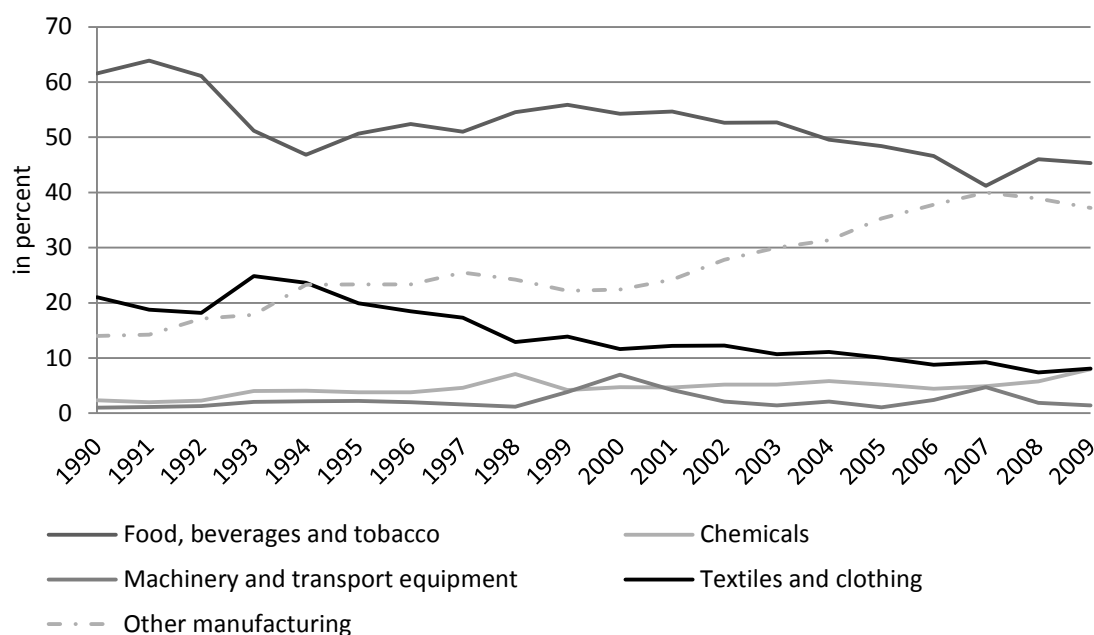 70
60
50
40
30
20
10
0
in percent
1990 1991 1992 1993 1994 1995 1996 1997 1998 1999 2000 2001 2002 2003 2004 2005 2006 2007 2008 2009
Food, beverages and tobacco Chemicals
Machinery and transport equipment Textiles and clothing
Other manufacturing